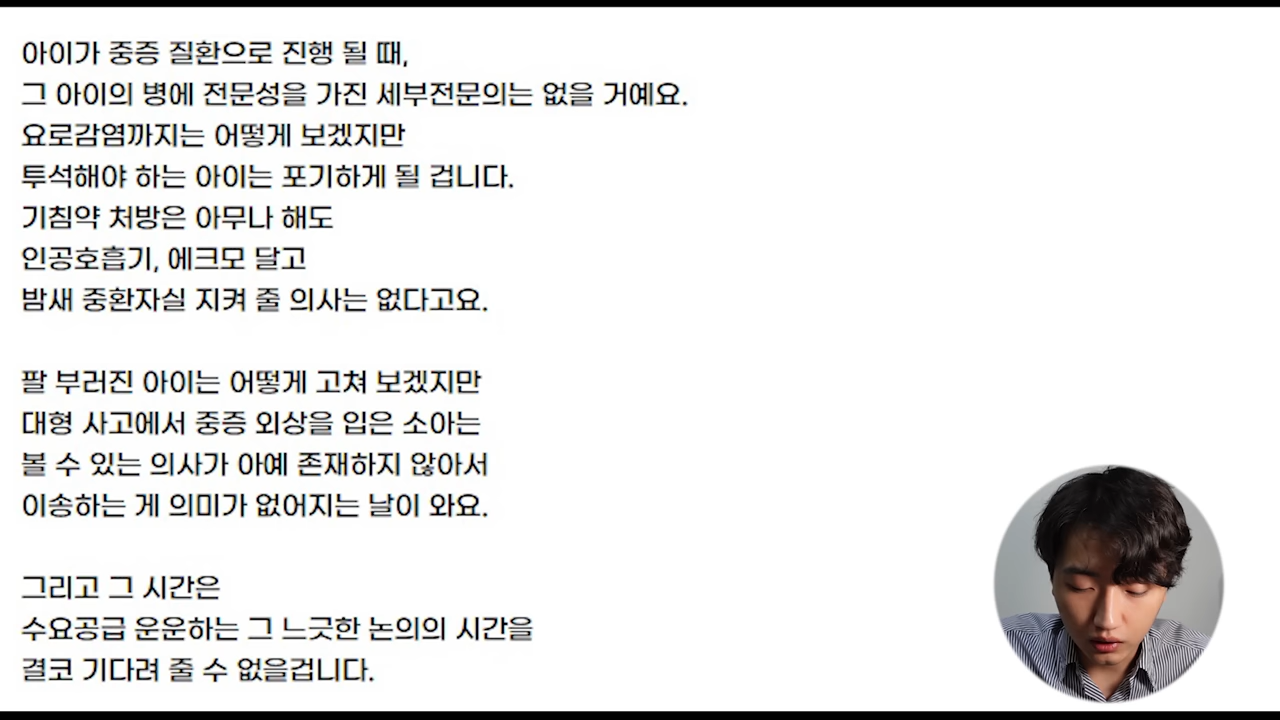 아이가 중증 질환으로 진행 될 때,
그 아이의 병에 전문성을 가진 세부전문의는 없을 거예요.
요로감염까지는 어떻게 보겠지만
투석해야 하는 아이는 포기하게 될 겁니다.
기침약 처방은 아무나 해도
인공호흡기, 에크모 달고
밤새 중환자실 지켜 줄 의사는 없다고요.
팔 부러진 아이는 어떻게 고쳐 보겠지만
대형 사고에서 중증 외상을 입은 소아는
볼 수 있는 의사가 아예 존재하지 않아서
이송하는 게 의미가 없어지는 날이 와요.
그리고 그 시간은
수요공급 운운하는 그 느긋한 논의의 시간을
결코 기다려 줄 수 없을겁니다.